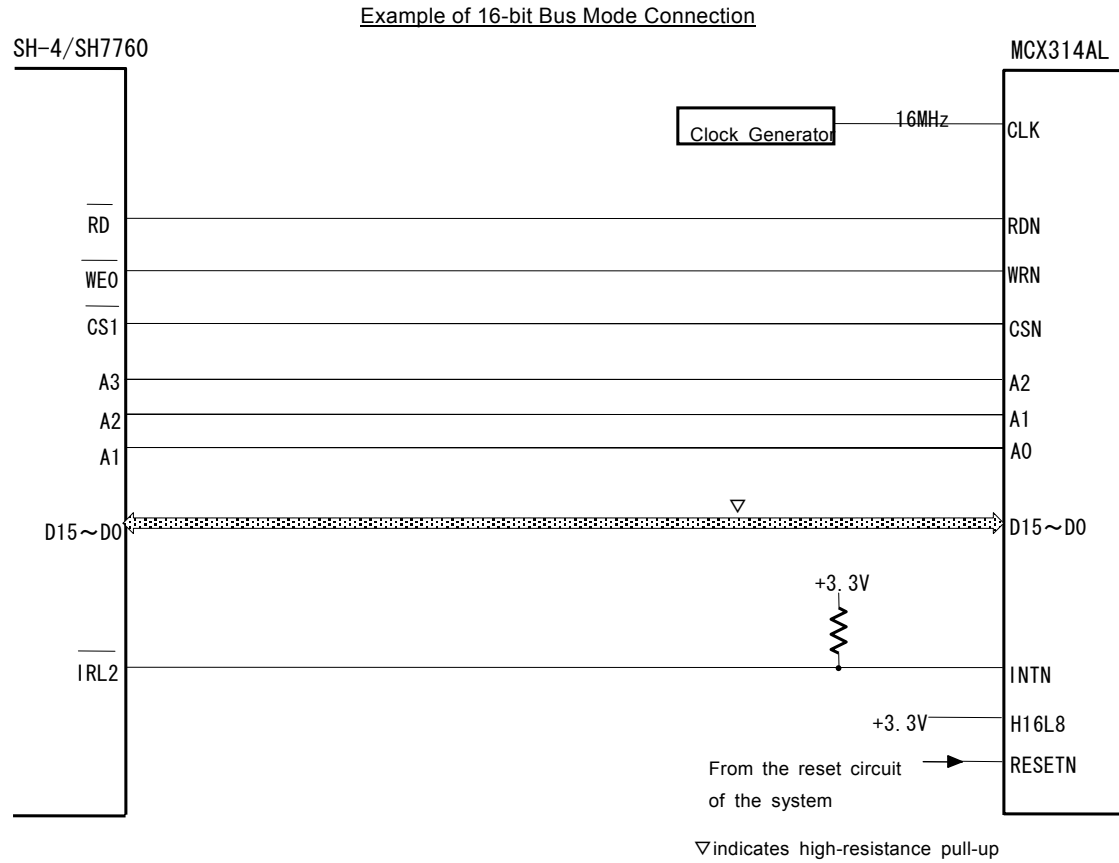 Example of 16-bit Bus Mode Connection
SH-4/SH7760
MCX314AL
Clock Generator
16MHz
CLK
RD
RDN
WE0
WRN
CS1
CSN
A3
A2
A2
A1
A1
A0
▽
D15~D0
D15~D0
+3.3V
IRL2
INTN
+3.3V
H16L8
From the reset circuit
of the system
RESETN
▽indicates high-resistance pull-up